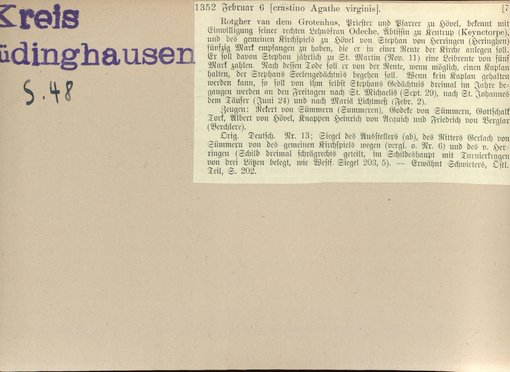 Kreis
üdinghausen
S. 48
1352 Februar 6 [crastino Agathe virginis]. [7
Rotgher van dem Grotenhus, Priester und Pfarrer zu Hövel, bekennt mit
Einwilligung seiner rechten Lehnsfrau Odeche, Äbtissin zu Kentrup (Keynctorpe),
und des gemeinen Kirchspiels zu Hövel von Stephan von Herringen (Heringhen)
fünfzig Mark empfangen zu haben, die er in einer Rente der Kirche anlegen soll.
Er soll davon Stephan jährlich zu St. Martin (Nov. 11) eine Leibrente von fünf
Mark zahlen. Nach dessen Tode soll er von der Rente, wenn möglich, einen Kaplan
halten, der Stephans Seelengedächtnis begehen soll. Wenn kein Kaplan gehalten
werden kann, so soll von ihm selbst Stephans Gedächtnis dreimal im Jahre be-
gangen werden an den Freitagen nach St. Michaelis (Sept. 29), nach St. Johannes
dem Täufer (Juni 24) und nach Mariä Lichtmeß (Febr. 2).
Zeugen: Rekert von Sümmern (Summeren), Godeke von Sümmern, Gottschalk
Tork, Albert von Hövel, Knappen Heinrich von Acquich und Friedrich von Berglar
(Berchlere).
Orig. Deutsch. Nr. 13; Siegel des Ausstellers (ab), des Ritters Gerlach von
Sümmern von des gemeinen Kirchspiels wegen (vergl. o. Nr. 6) und des v. Her-
ringen (Schild dreimal schrägrechts geteilt, im Schildeshaupt mit Turnierkragen
von drei Lätzen belegt, wie Westf. Siegel 203, 5). — Erwähnt Schwieters, Östl.
Teil, S. 202.